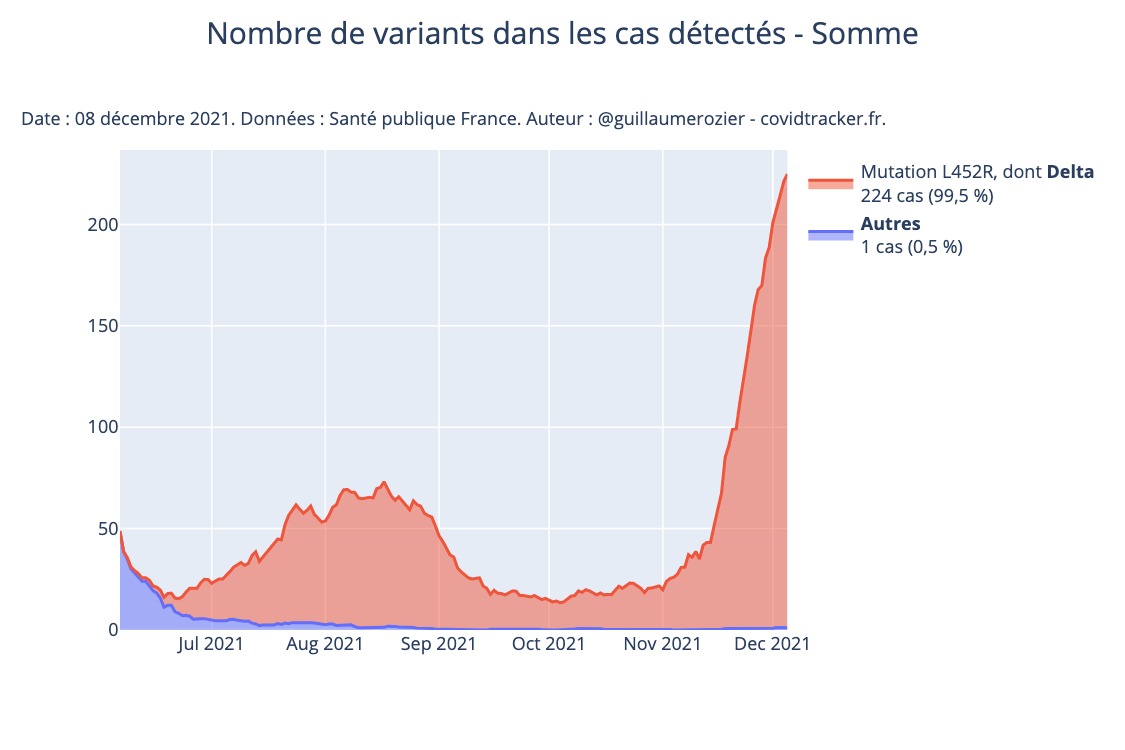 Nombre de variants dans les cas détectés - Somme
Date : 08 décembre 2021. Données : Santé publique France. Auteur : @guillaumerozier - covidtracker.fr.
Mutation L452R, dont Delta
224 cas (99,5 %)
Autres
1 cas (0,5 %)
200
150
100
50
0
Jul 2021
Aug 2021
Sep 2021
Oct 2021
Nov 2021
Dec 2021